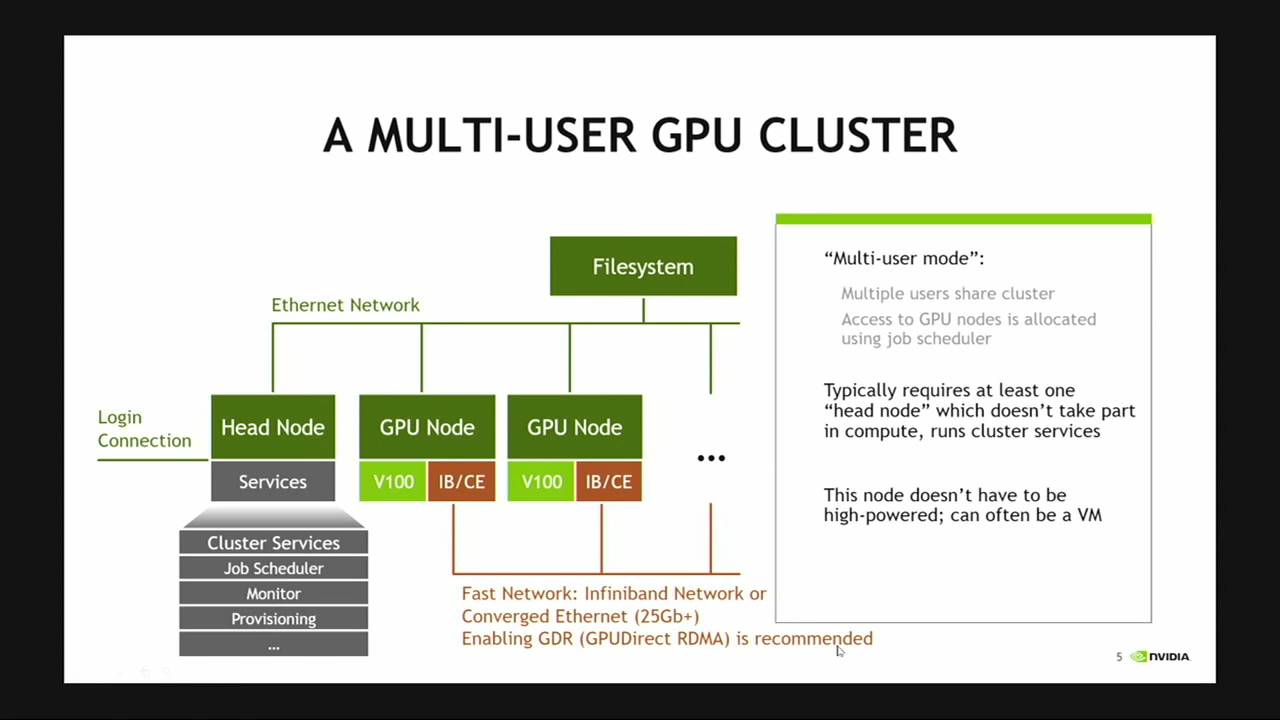 A MULTI-USER GPU CLUSTER
Filesystem
Ethernet Network
Login
Connection
Head Node
GPU Node
GPU Node
Services
V100
IB/CE
V100
IB/CE
...
Cluster Services
Job Scheduler
Monitor
Provisioning
...
Fast Network: Infiniband Network or
Converged Ethernet (25Gb+)
Enabling GDR (GPUDirect RDMA) is recommended
“Multi-user mode”:
Multiple users share cluster
Access to GPU nodes is allocated
using job scheduler
Typically requires at least one
“head node” which doesn’t take part
in compute, runs cluster services
This node doesn’t have to be
high-powered; can often be a VM
5
NVIDIA.